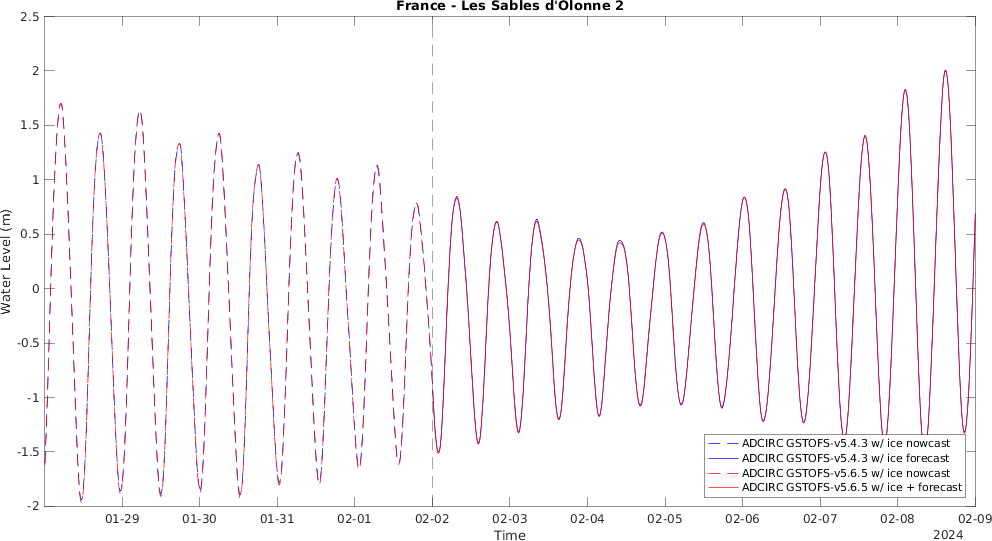 France - Les Sables d'Olonne 2
2.5
2
1.5
1
0.5
0
-0.5
-1
-1.5
-2
Water Level (m)
ADCIRC GSTOFS-v5.4.3 w/ ice nowcast
ADCIRC GSTOFS-v5.4.3 w/ ice forecast
ADCIRC GSTOFS-v5.6.5 w/ ice nowcast
ADCIRC GSTOFS-v5.6.5 w/ ice + forecast
01-29 01-30 01-31 02-01 02-02 02-03 02-04 02-05 02-06 02-07 02-08 02-09
Time
2024